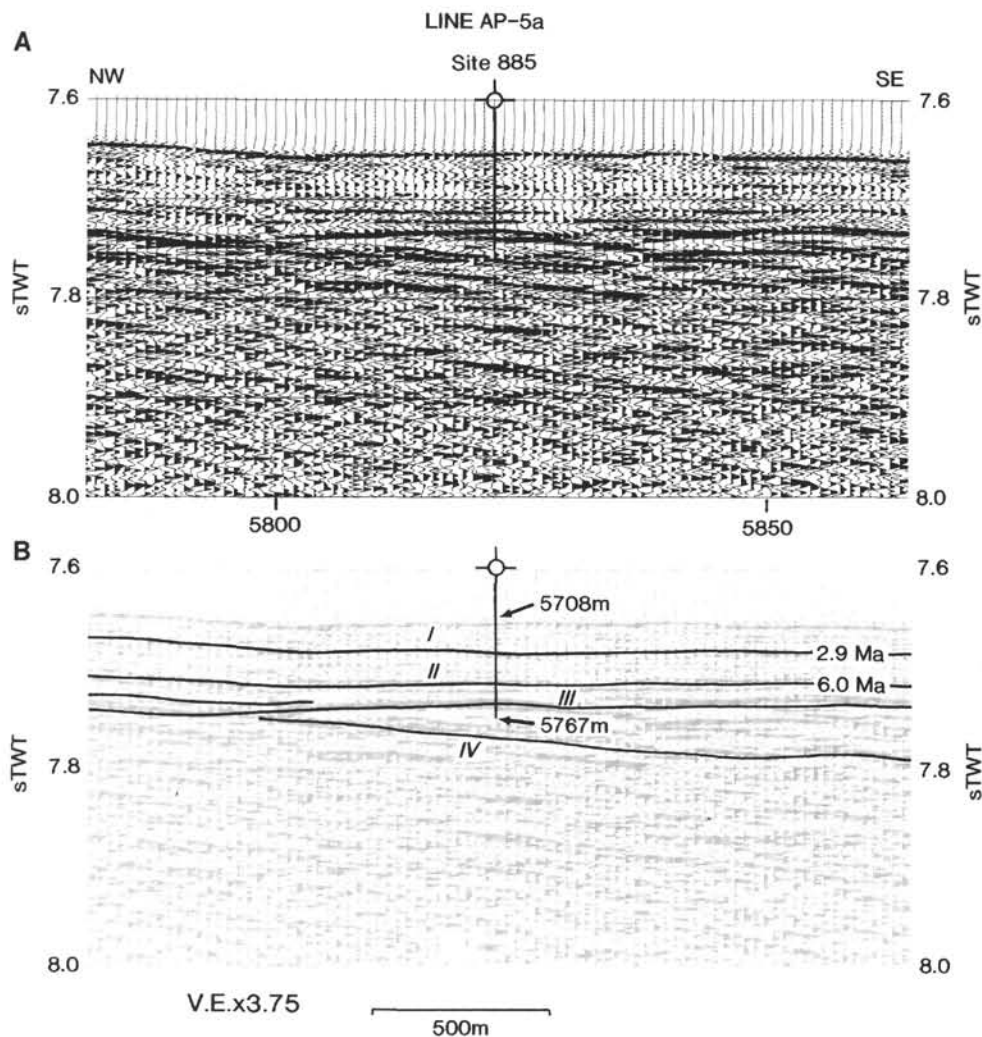 LINE AP-5a
A
Site 885
NW
SE
7.6
7.6
sTWT
7.8
7.8
sTWT
8.0
8.0
5800
5850
B
7.6
7.6
5708m
I
2.9 Ma
II
6.0 Ma
III
5767m
IV
sTWT
7.8
7.8
sTWT
8.0
8.0
V.E.x3.75
500m